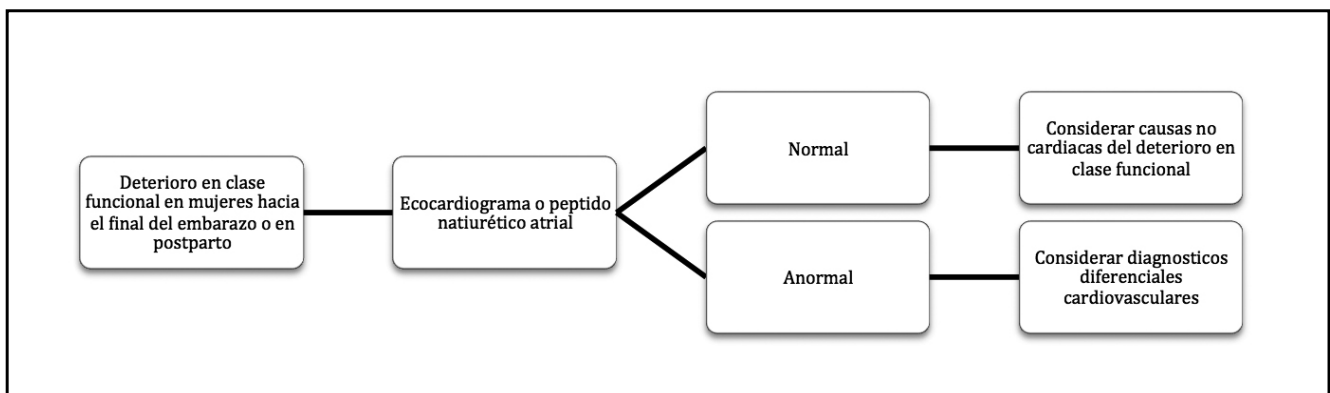 Deterioro en clase
funcional en mujeres hacia
el final del embarazo o en
postparto
Ecocardiograma o peptido
natiurético atrial
Normal
Considerar causas no
cardiacas del deterioro en
clase funcional
Anormal
Considerar diagnosticos
diferenciales
cardiovasculares